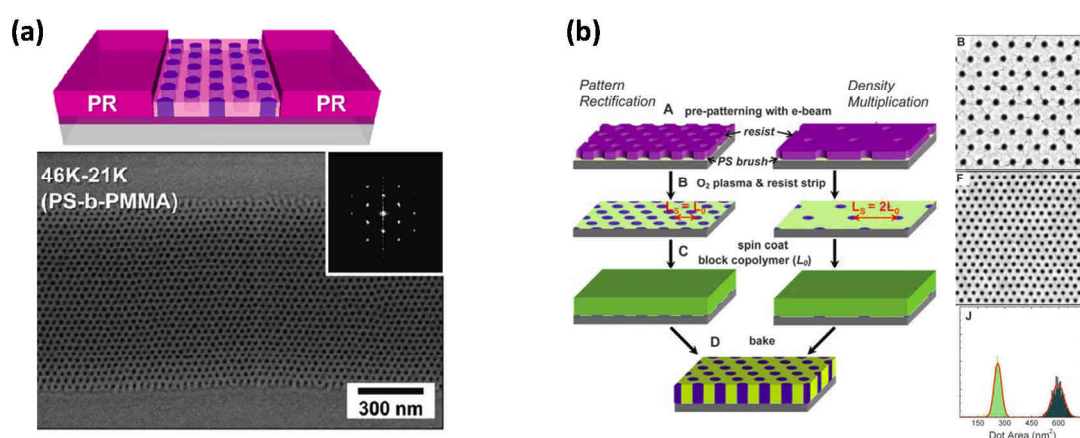 (a)
PR
PR
46K-21K
(PS-b-PMMA)
300 nm
(b)
Pattern
Rectification
Density
Multiplication
A pre-patterning with e-beam
resist
PS brush
B O₂ plasma & resist strip
Lₛ = L₀
Lₛ = 2L₀
C spin coat
block copolymer (L₀)
D bake
B
F
J
150 300 450 600
Dot Area (nm²)